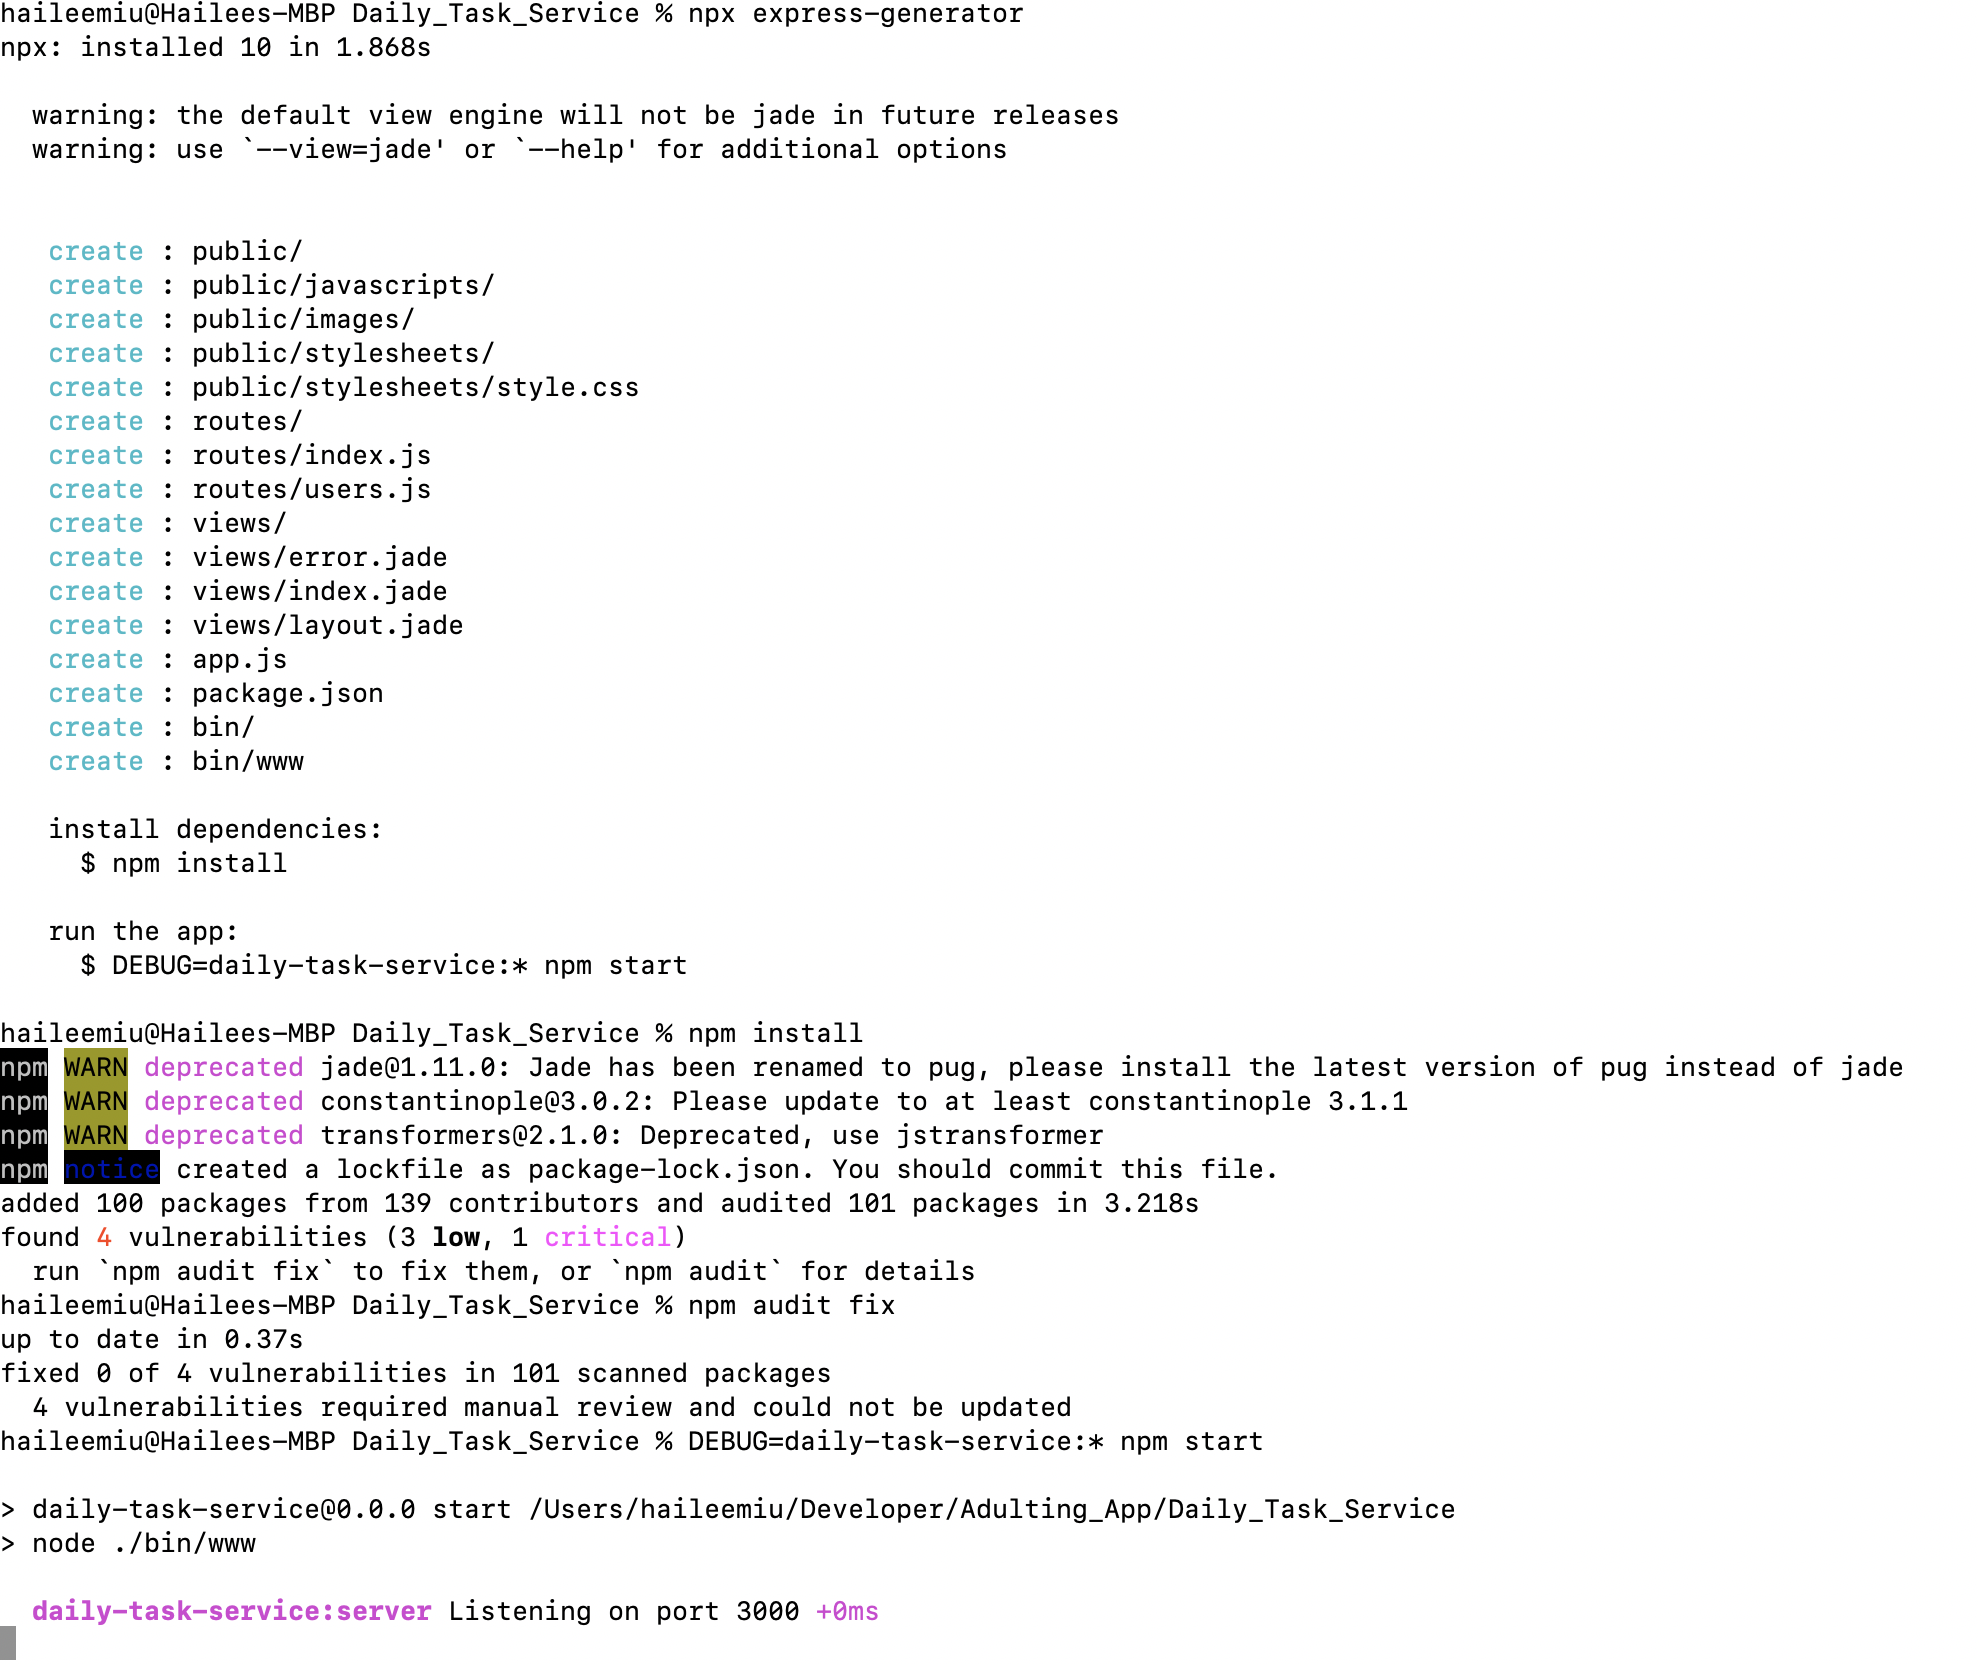 haileemiu@Hailees-MBP Daily_Task_Service % npx express-generator
npx: installed 10 in 1.868s
warning: the default view engine will not be jade in future releases
warning: use `--view=jade' or `--help' for additional options
create : public/
create : public/javascripts/
create : public/images/
create : public/stylesheets/
create : public/stylesheets/style.css
create : routes/
create : routes/index.js
create : routes/users.js
create : views/
create : views/error.jade
create : views/index.jade
create : views/layout.jade
create : app.js
create : package.json
create : bin/
create : bin/www
install dependencies:
$ npm install
run the app:
$ DEBUG=daily-task-service:* npm start
haileemiu@Hailees-MBP Daily_Task_Service % npm install
npm WARN deprecated jade@1.11.0: Jade has been renamed to pug, please install the latest version of pug instead of jade
npm WARN deprecated constantinople@3.0.2: Please update to at least constantinople 3.1.1
npm WARN deprecated transformers@2.1.0: Deprecated, use jstransformer
npm notice created a lockfile as package-lock.json. You should commit this file.
added 100 packages from 139 contributors and audited 101 packages in 3.218s
found 4 vulnerabilities (3 low, 1 critical)
run `npm audit fix` to fix them, or `npm audit` for details
haileemiu@Hailees-MBP Daily_Task_Service % npm audit fix
up to date in 0.37s
fixed 0 of 4 vulnerabilities in 101 scanned packages
4 vulnerabilities required manual review and could not be updated
haileemiu@Hailees-MBP Daily_Task_Service % DEBUG=daily-task-service:* npm start
> daily-task-service@0.0.0 start /Users/haileemiu/Developer/Adulting_App/Daily_Task_Service
> node ./bin/www
daily-task-service:server Listening on port 3000 +0ms